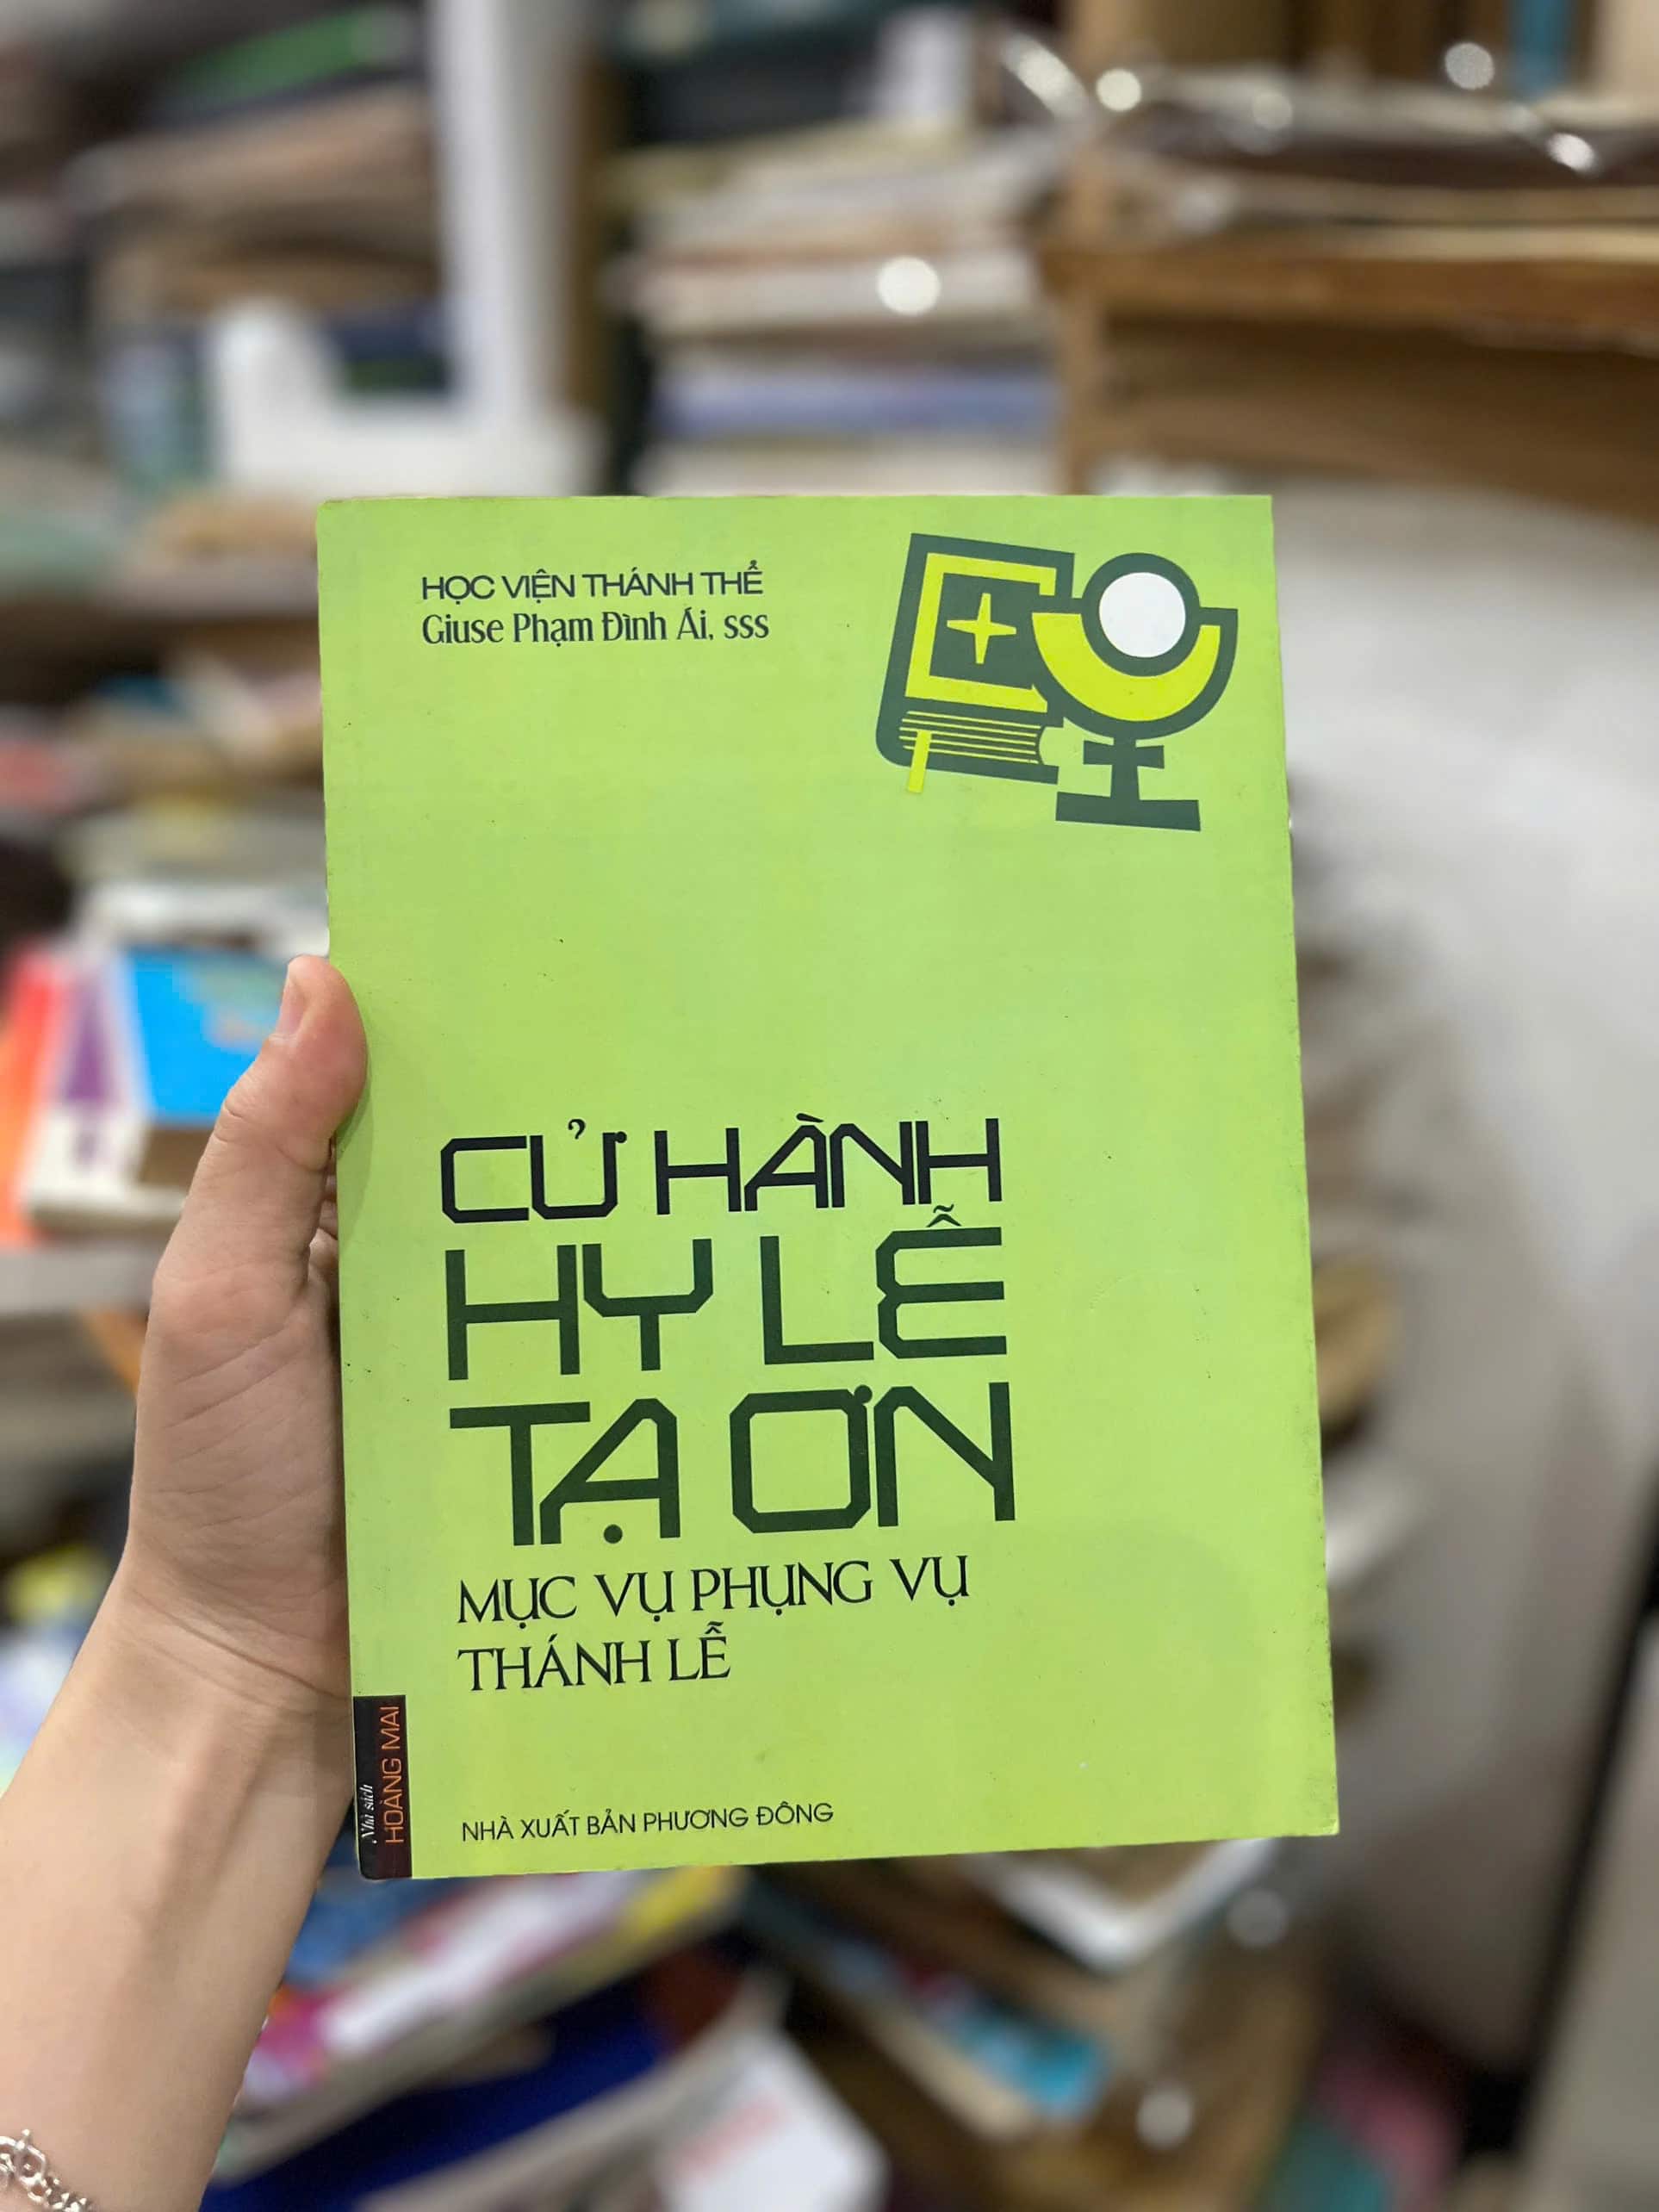 HỌC VIỆN THÁNH THỂ
Giuse Phạm Đình Ái, sss
CỬ HÀNH
HY LỄ
TẠ ƠN
MỤC VỤ PHỤNG VỤ
THÁNH LỄ
Nhà sách
HOÀNG MAI
NHÀ XUẤT BẢN PHƯƠNG ĐÔNG